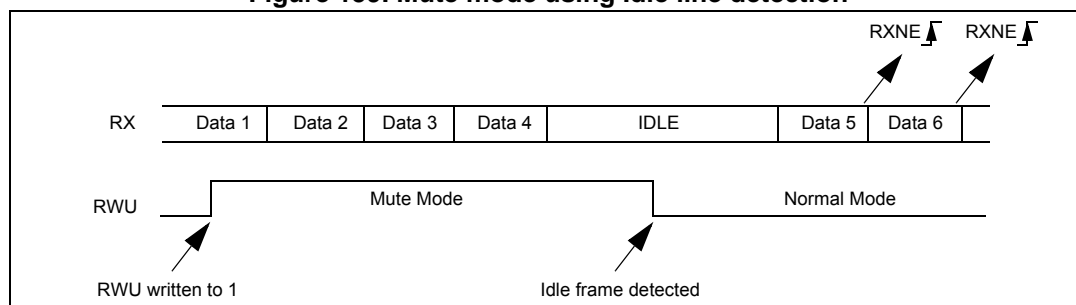 RXNE RXNE
RX Data 1 Data 2 Data 3 Data 4 IDLE Data 5 Data 6
RWU Mute Mode Normal Mode
RWU written to 1 Idle frame detected